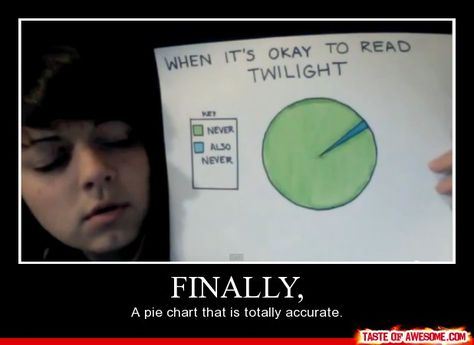 WHEN IT'S OKAY TO READ
TWILIGHT
KEY
NEVER
ALSO
NEVER
FINALLY,
A pie chart that is totally accurate.
TASTE OF AWESOME.COM